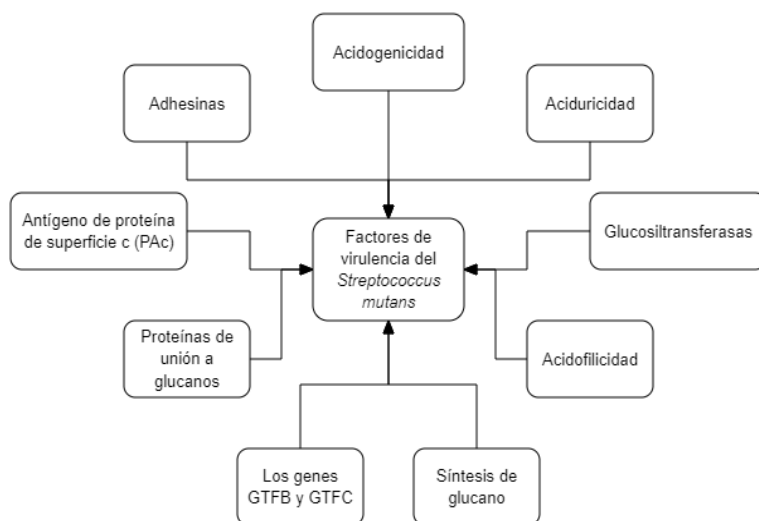 Acidogenicidad
Adhesinas
Aciduricidad
Antígeno de proteína
de superficie c (PAc)
Factores de
virulencia del
Streptococcus
mutans
Glucosiltransferasas
Proteínas de
unión a
glucanos
Acidofilicidad
Los genes
GTFB y GTFC
Síntesis de
glucano